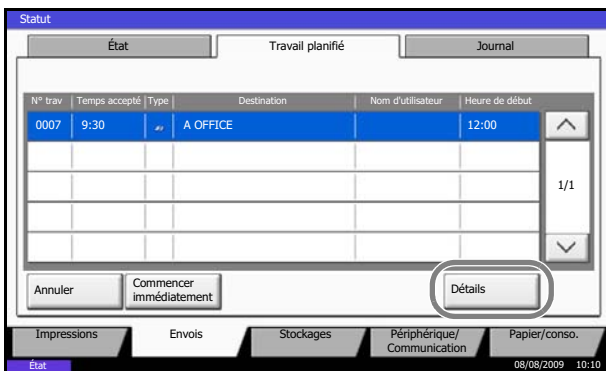 Statut
État Travail planifié Journal
N° trav Temps accepté Type Destination Nom d'utilisateur Heure de début
0007 9:30 A OFFICE 12:00
1/1
Annuler
Commencer
immédiatement
Détails
Impressions Envois Stockages Périphérique/
Communication Papier/conso.
État 08/08/2009 10:10